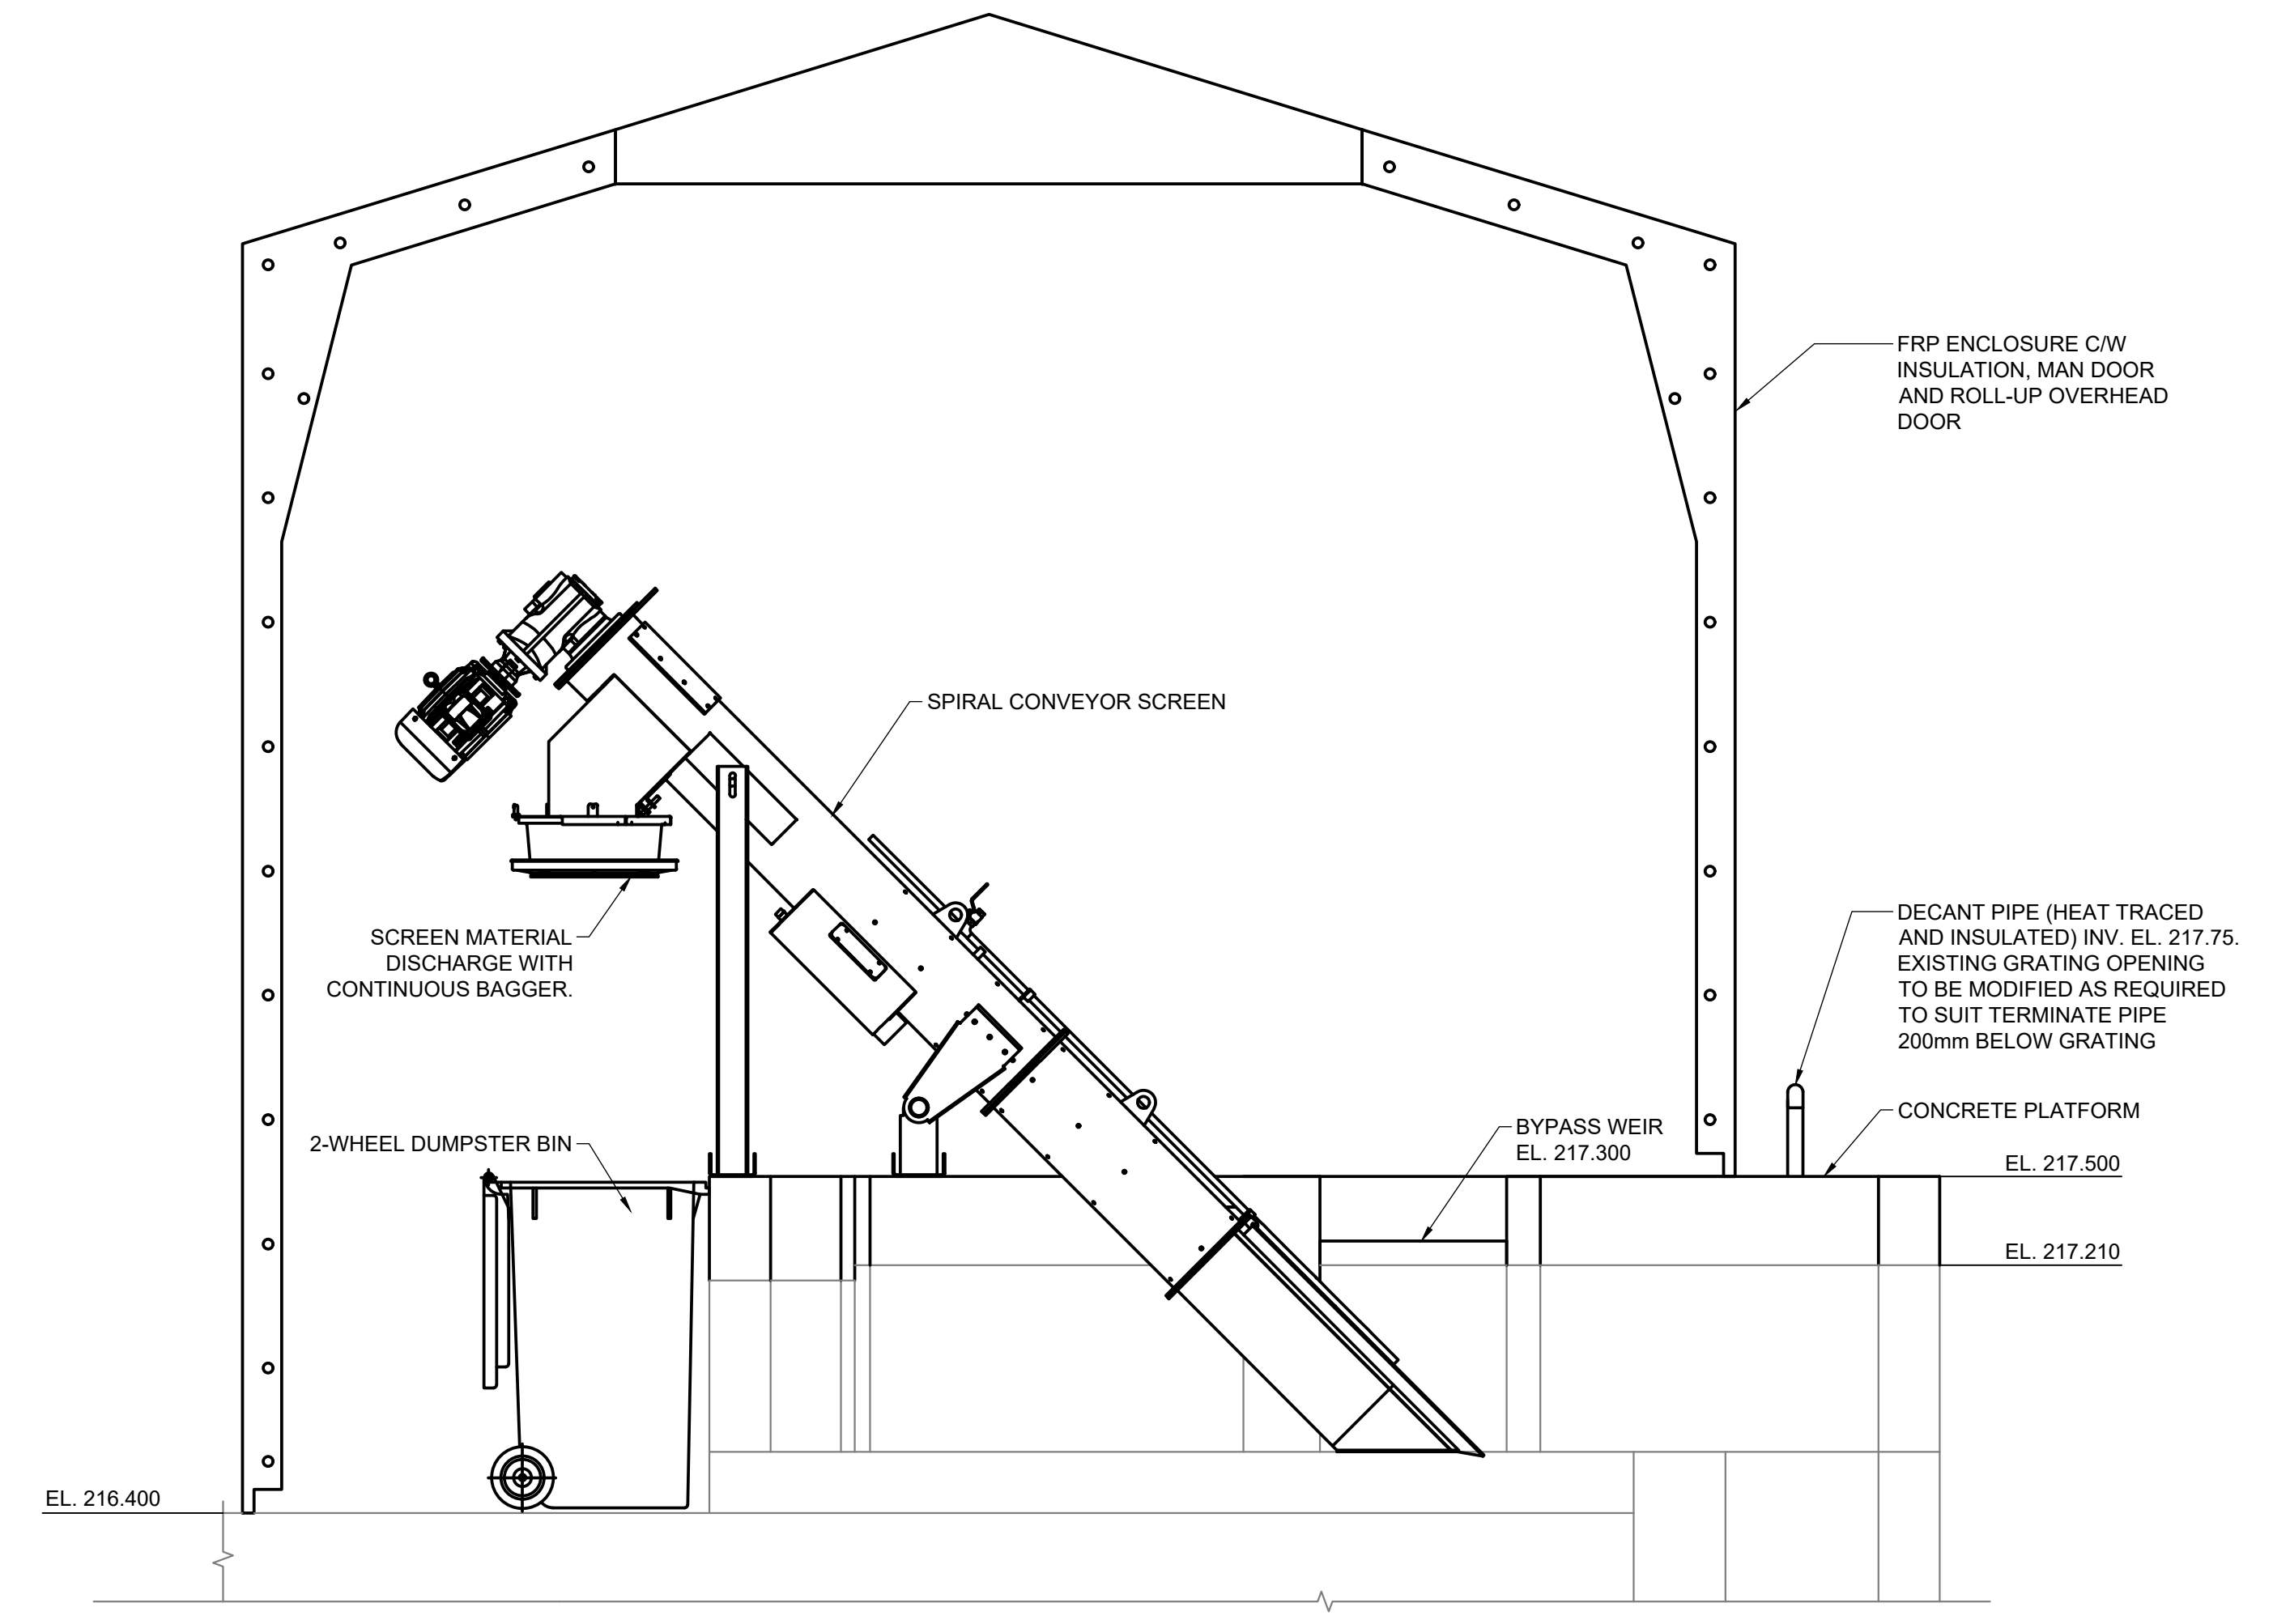 FRP ENCLOSURE C/W
INSULATION, MAN DOOR
AND ROLL-UP OVERHEAD
DOOR
SPIRAL CONVEYOR SCREEN
SCREEN MATERIAL
DISCHARGE WITH
CONTINUOUS BAGGER.
DECANT PIPE (HEAT TRACED
AND INSULATED) INV. EL. 217.75.
EXISTING GRATING OPENING
TO BE MODIFIED AS REQUIRED
TO SUIT TERMINATE PIPE
200mm BELOW GRATING
CONCRETE PLATFORM
2-WHEEL DUMPSTER BIN
BYPASS WEIR
EL. 217.300
EL. 217.500
EL. 217.210
EL. 216.400